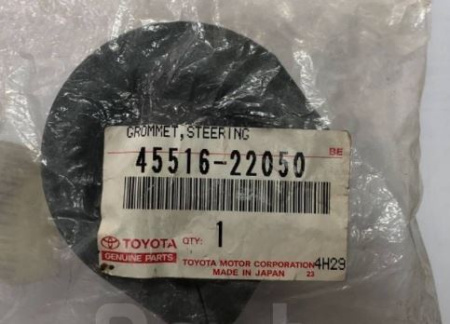 GROMMET,STEERING
BE
45516-22050
TOYOTA QTY: 1
GENUINE PARTS TOYOTA MOTOR CORPORATION 4H29
MADE IN JAPAN 23